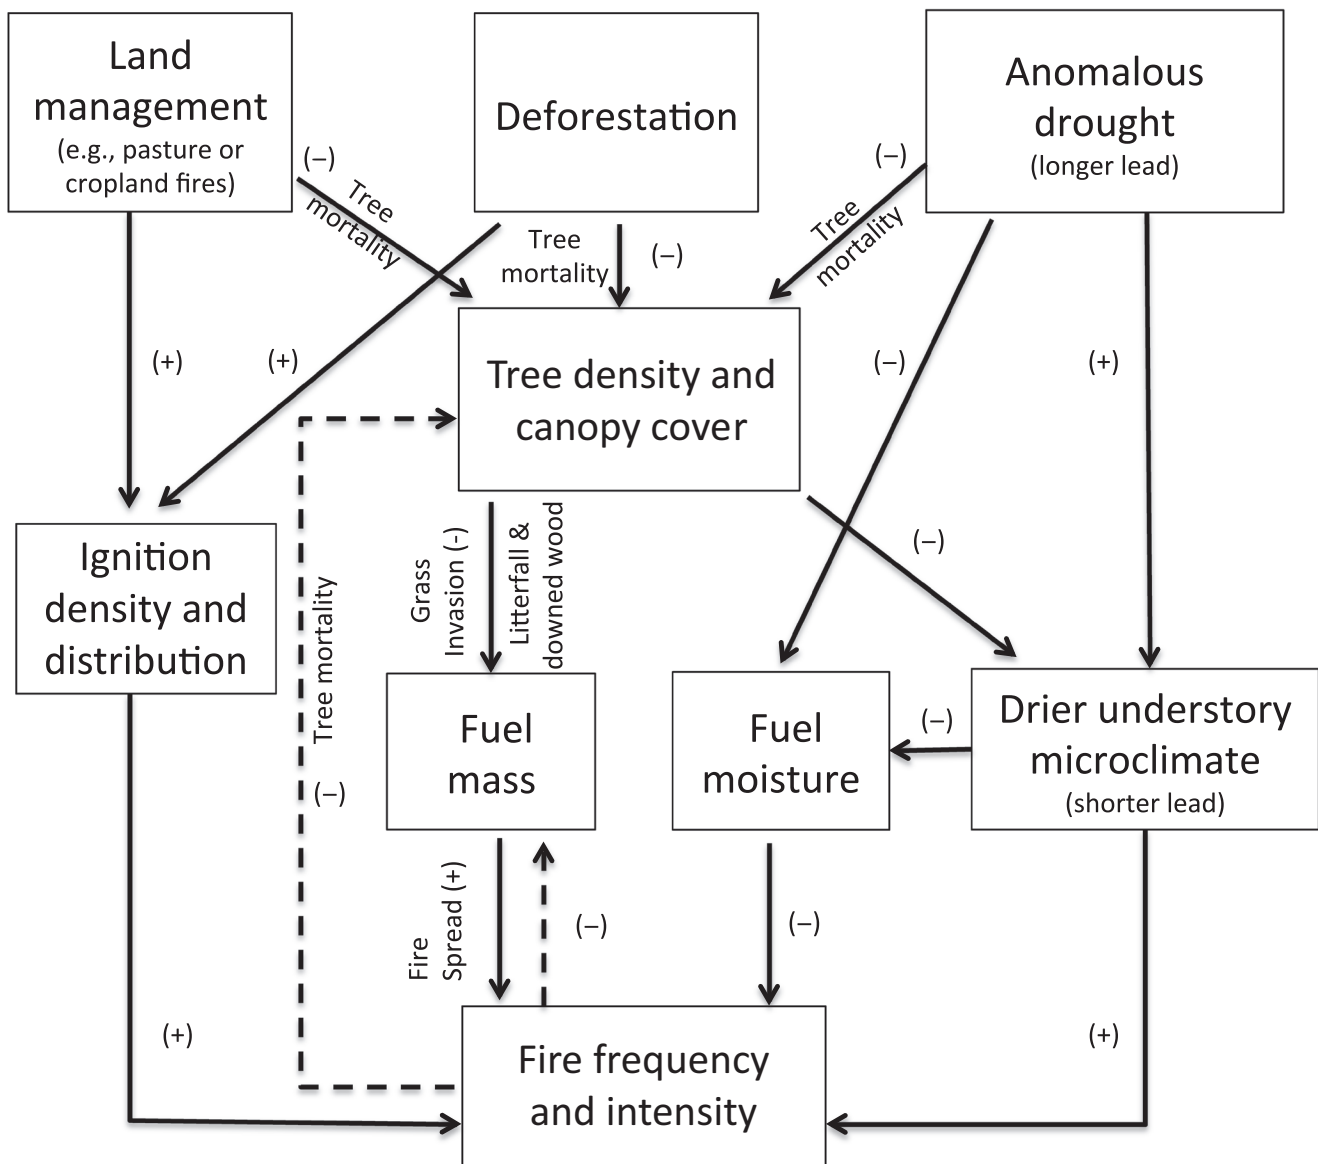 Land
management
(e.g., pasture or
cropland fires)
Deforestation
Anomalous
drought
(longer lead)
(–)
Tree
mortality
Tree
mortality
(–)
(–)
Tree
mortality
(+)
(+)
(–)
(+)
Tree density and
canopy cover
Ignition
density and
distribution
Tree mortality
(–)
Grass
Invasion (-)
Litterfall &
downed wood
(–)
Fuel
mass
Fuel
moisture
(–)
Drier understory
microclimate
(shorter lead)
Fire
Spread (+)
(–)
(–)
(+)
(+)
Fire frequency
and intensity